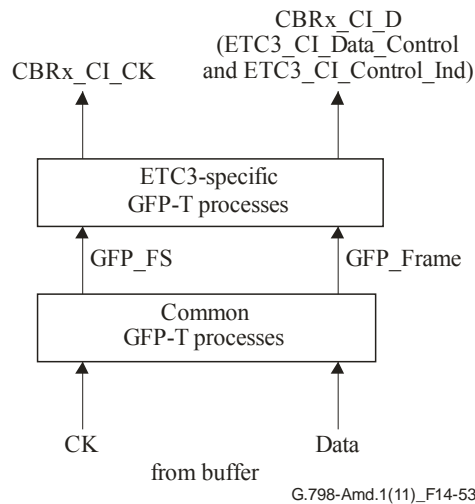 CBRx_CI_D
(ETC3_CI_Data_Control
and ETC3_CI_Control_Ind)
CBRx_CI_CK
ETC3-specific
GFP-T processes
GFP_FS
GFP_Frame
Common
GFP-T processes
CK
Data
from buffer
G.798-Amd.1(11)_F14-53